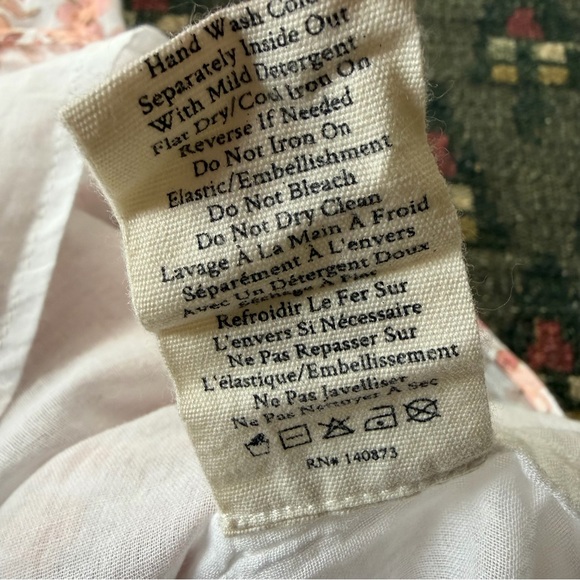 Hand Wash Cold
Separately Inside Out
With Mild Detergent
Flat Dry/Cool Iron On
Reverse If Needed
Do Not Iron On
Elastic/Embellishment
Do Not Bleach
Do Not Dry Clean
Lavage À La Main À Froid
Séparément À L'envers
Avec Un Détergent Doux
Séchage À Plat
Refroidir Le Fer Sur
L'envers Si Nécessaire
Ne Pas Repasser Sur
L'élastique/Embellissement
Ne Pas Javelliser
Ne Pas Nettoyer A Sec
RN# 140873